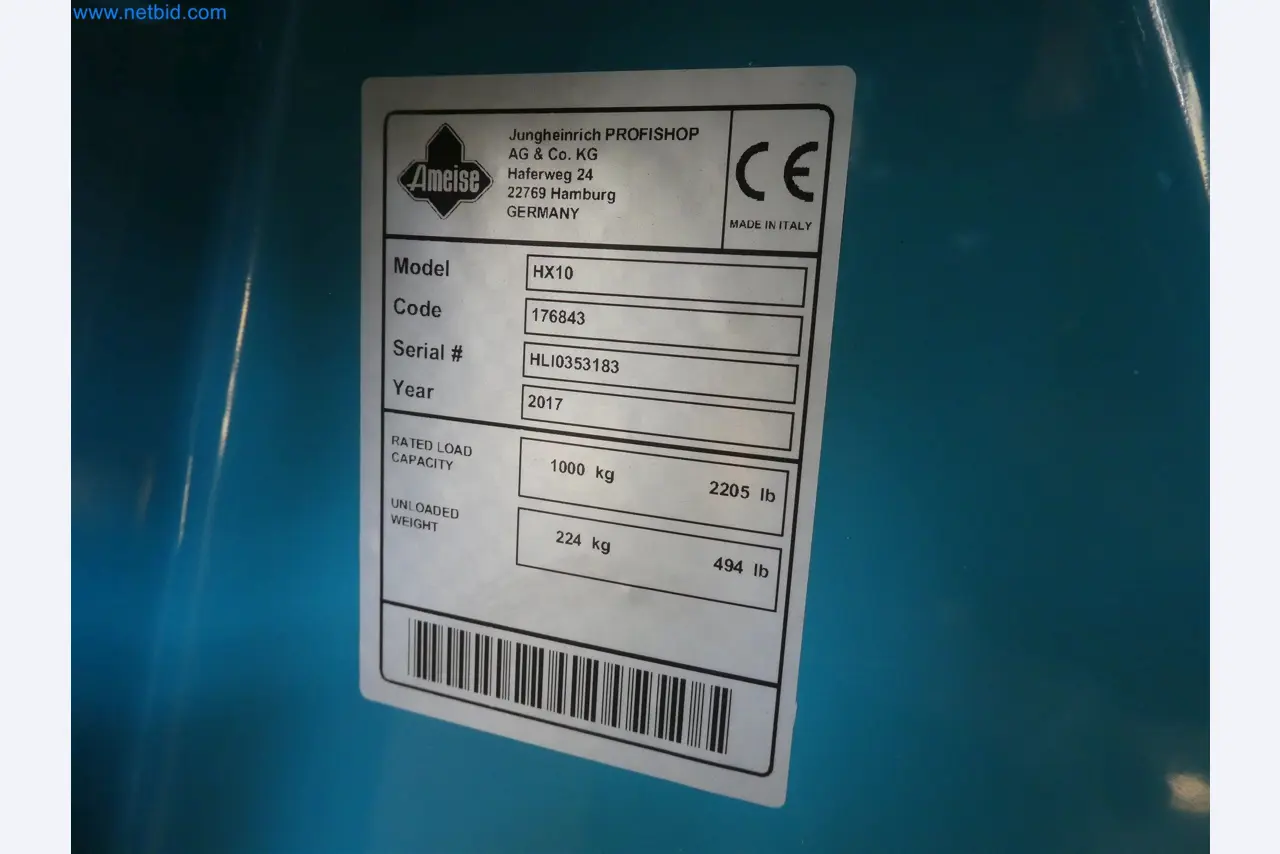 www.netbid.com
Ameise
Jungheinrich PROFISHOP
AG & Co. KG
Haferweg 24
22769 Hamburg
GERMANY
CE
MADE IN ITALY
Model HX10
Code 176843
Serial # HLI0353183
Year 2017
RATED LOAD
CAPACITY
1000 kg 2205 lb
UNLOADED
WEIGHT
224 kg 494 lb